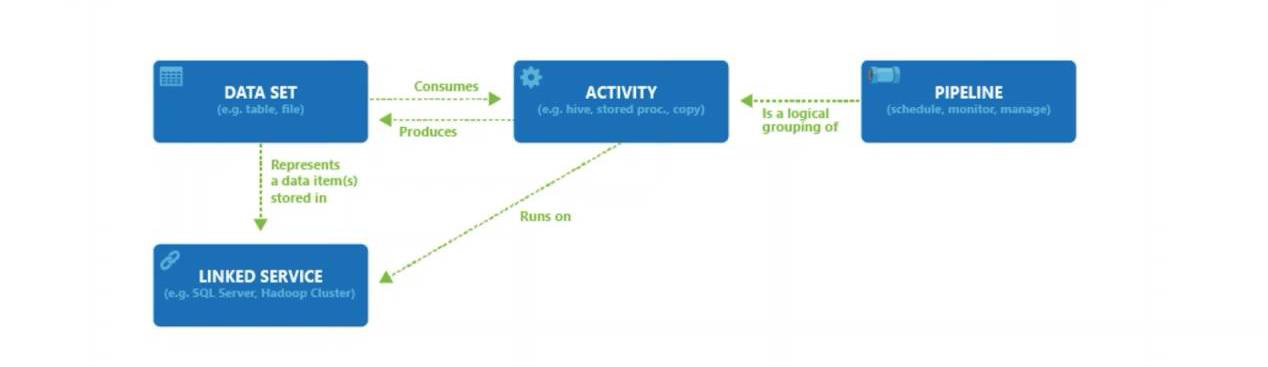 DATA SET
(e.g. table, file)
Consumes
Produces
ACTIVITY
(e.g. hive, stored proc., copy)
Is a logical
grouping of
PIPELINE
(schedule, monitor, manage)
Represents
a data item(s)
stored in
Runs on
LINKED SERVICE
(e.g. SQL Server, Hadoop Cluster)